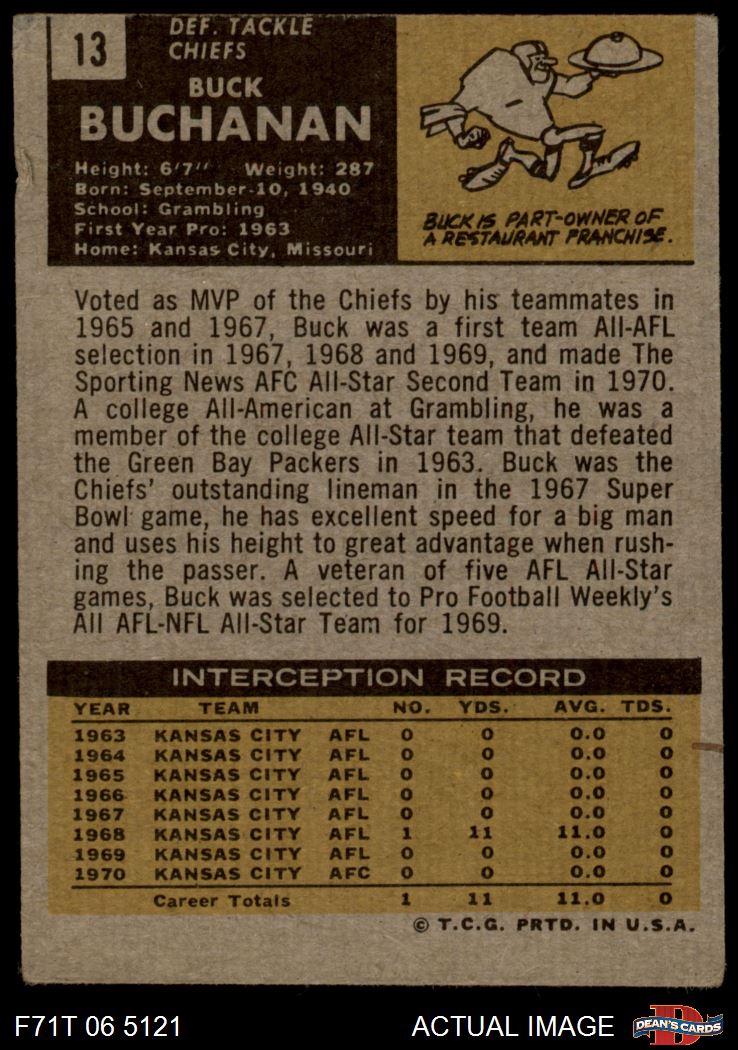 13
DEF. TACKLE
CHIEFS
BUCK
BUCHANAN
Height: 6'7" Weight: 287
Born: September 10, 1940
School: Grambling
First Year Pro: 1963
Home: Kansas City, Missouri
BUCK IS PART-OWNER OF
A RESTAURANT FRANCHISE.
Voted as MVP of the Chiefs by his teammates in
1965 and 1967, Buck was a first team All-AFL
selection in 1967, 1968 and 1969, and made The
Sporting News AFC All-Star Second Team in 1970.
A college All-American at Grambling, he was a
member of the college All-Star team that defeated
the Green Bay Packers in 1963. Buck was the
Chiefs' outstanding lineman in the 1967 Super
Bowl game, he has excellent speed for a big man
and uses his height to great advantage when rush-
ing the passer. A veteran of five AFL All-Star
games, Buck was selected to Pro Football Weekly's
All AFL-NFL All-Star Team for 1969.
INTERCEPTION RECORD
YEAR TEAM NO. YDS. AVG. TDS.
1963 KANSAS CITY AFL 0 0 0.0 0
1964 KANSAS CITY AFL 0 0 0.0 0
1965 KANSAS CITY AFL 0 0 0.0 0
1966 KANSAS CITY AFL 0 0 0.0 0
1967 KANSAS CITY AFL 0 0 0.0 0
1968 KANSAS CITY AFL 1 11 11.0 0
1969 KANSAS CITY AFL 0 0 0.0 0
1970 KANSAS CITY AFC 0 0 0.0 0
Career Totals 1 11 11.0 0
© T.C.G. PRTD. IN U.S.A.
F71T 06 5121 ACTUAL IMAGE D DEAN'S CARDS